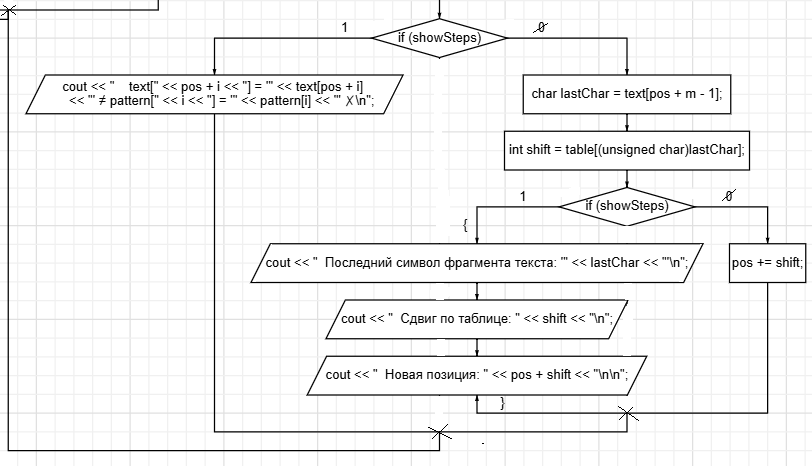 1
if (showSteps)
0
cout << "    text[" << pos + i << "] = '" << text[pos + i]
<< "' ≠ pattern[" << i << "] = '" << pattern[i] << "' ✗\n";
char lastChar = text[pos + m - 1];
int shift = table[(unsigned char)lastChar];
1
if (showSteps)
0
{
cout << "  Последний символ фрагмента текста: '" << lastChar << "'\n";
pos += shift;
cout << "  Сдвиг по таблице: " << shift << "\n";
cout << "  Новая позиция: " << pos + shift << "\n\n";
}